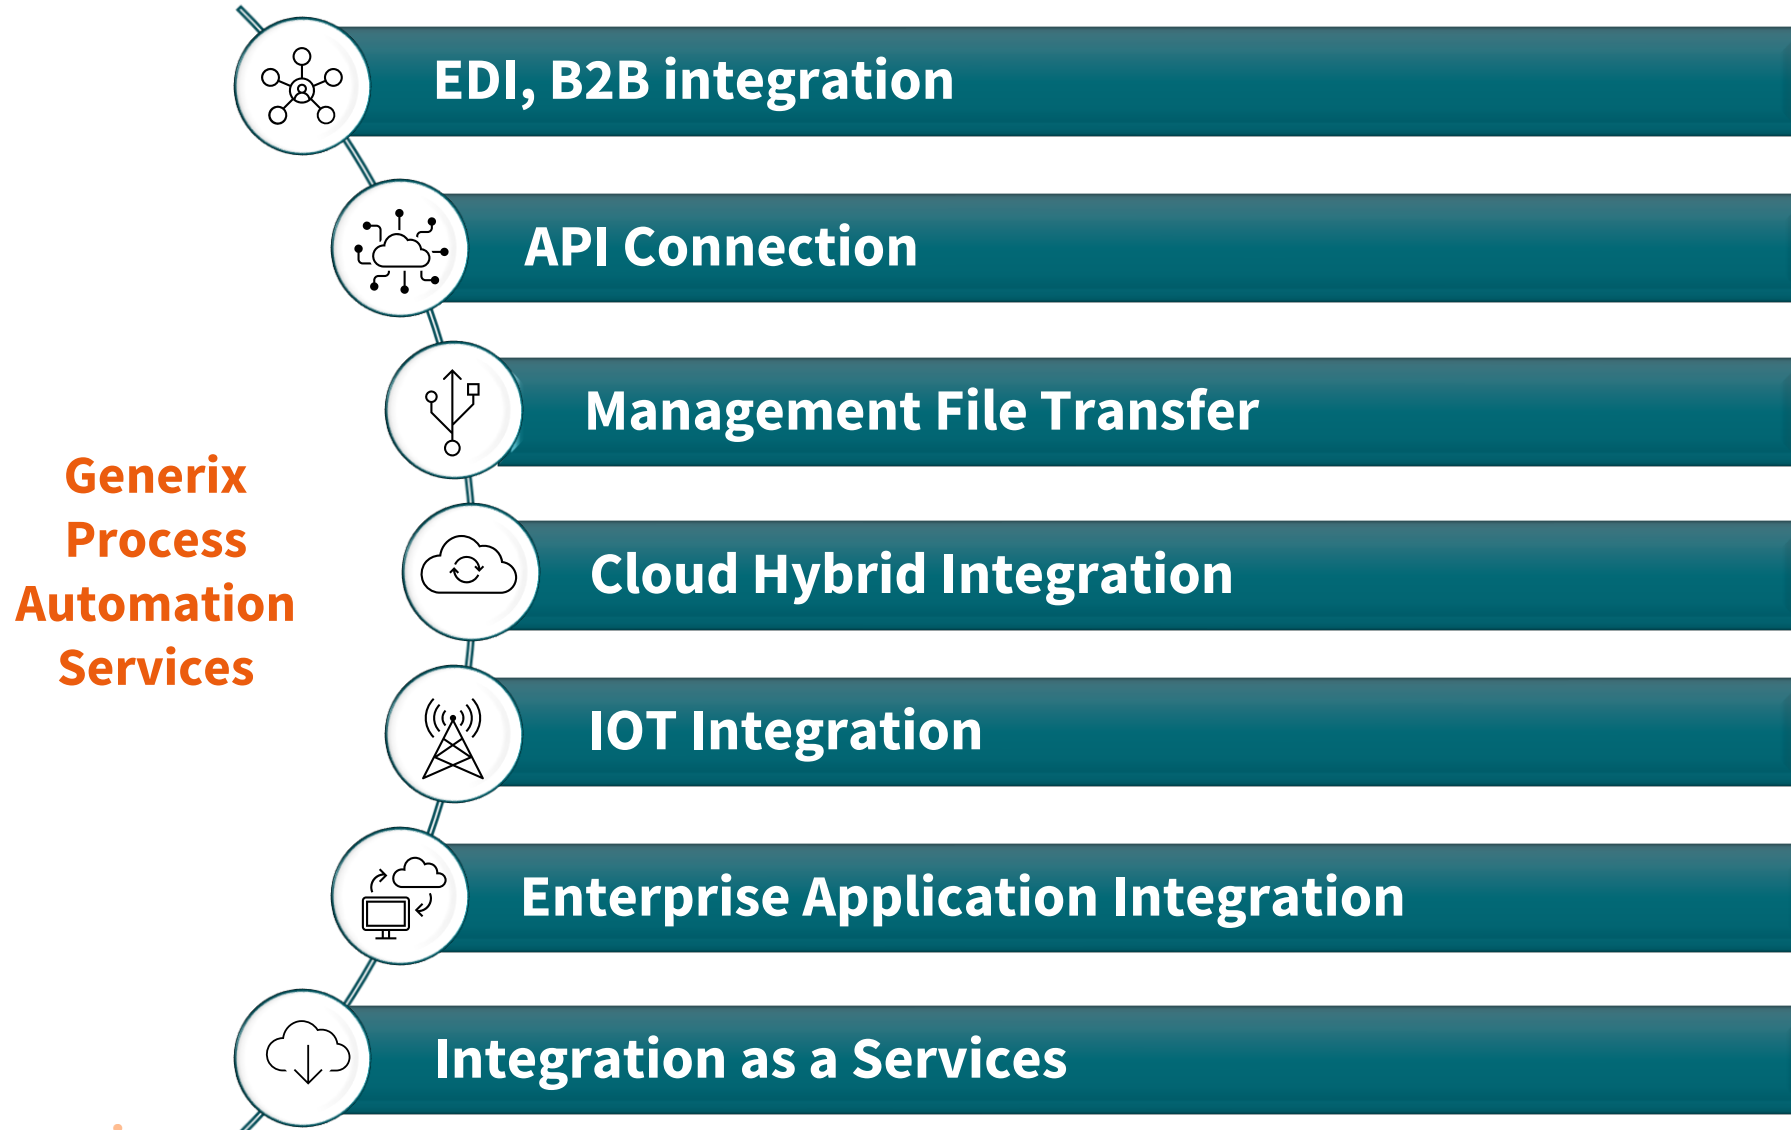 EDI, B2B integration
API Connection
Management File Transfer
Generix
Process
Automation
Services
Cloud Hybrid Integration
IOT Integration
Enterprise Application Integration
Integration as a Services